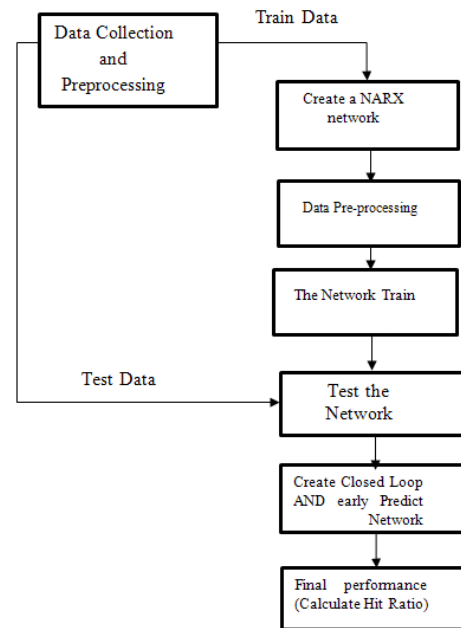 Data Collection
and
Preprocessing
Train Data
Create a NARX
network
Data Pre-processing
The Network Train
Test Data
Test the
Network
Create Closed Loop
AND early Predict
Network
Final performance
(Calculate Hit Ratio)